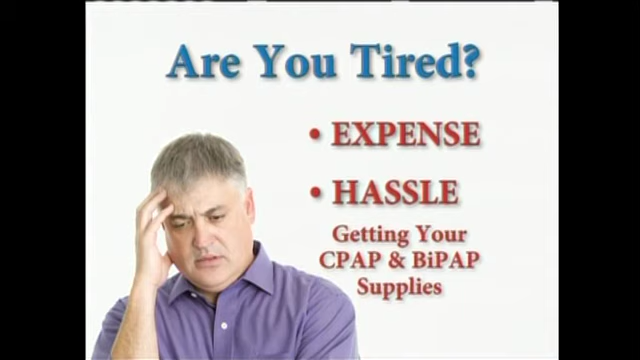 Are You Tired?
• EXPENSE
• HASSLE
Getting Your
CPAP & BiPAP
Supplies